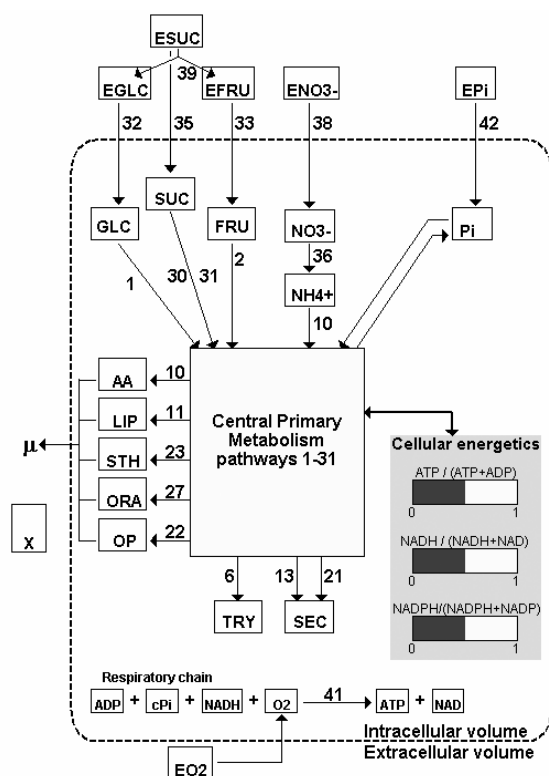 ESUC
39
EGLC
EFRU
ENO3-
EPi
32
35
33
38
42
SUC
GLC
FRU
NO3-
Pi
36
1
30
31
2
NH4+
10
10
AA
11
LIP
μ
23
STH
27
ORA
22
OP
X
Central Primary
Metabolism
pathways 1-31
Cellular energetics
ATP / (ATP+ADP)
0 1
NADH / (NADH+NAD)
0 1
NADPH/(NADPH+NADP)
0 1
6
13
21
TRY
SEC
Respiratory chain
ADP + cPi + NADH + O2 41 ATP + NAD
Intracellular volume
Extracellular volume
EO2